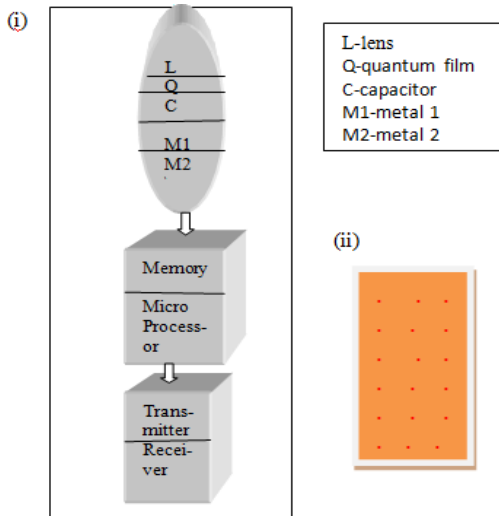 (i)
L
Q
C
M1
M2
Memory
Micro
Process-
or
Trans-
mitter
Recei-
ver
L-lens
Q-quantum film
C-capacitor
M1-metal 1
M2-metal 2
(ii)